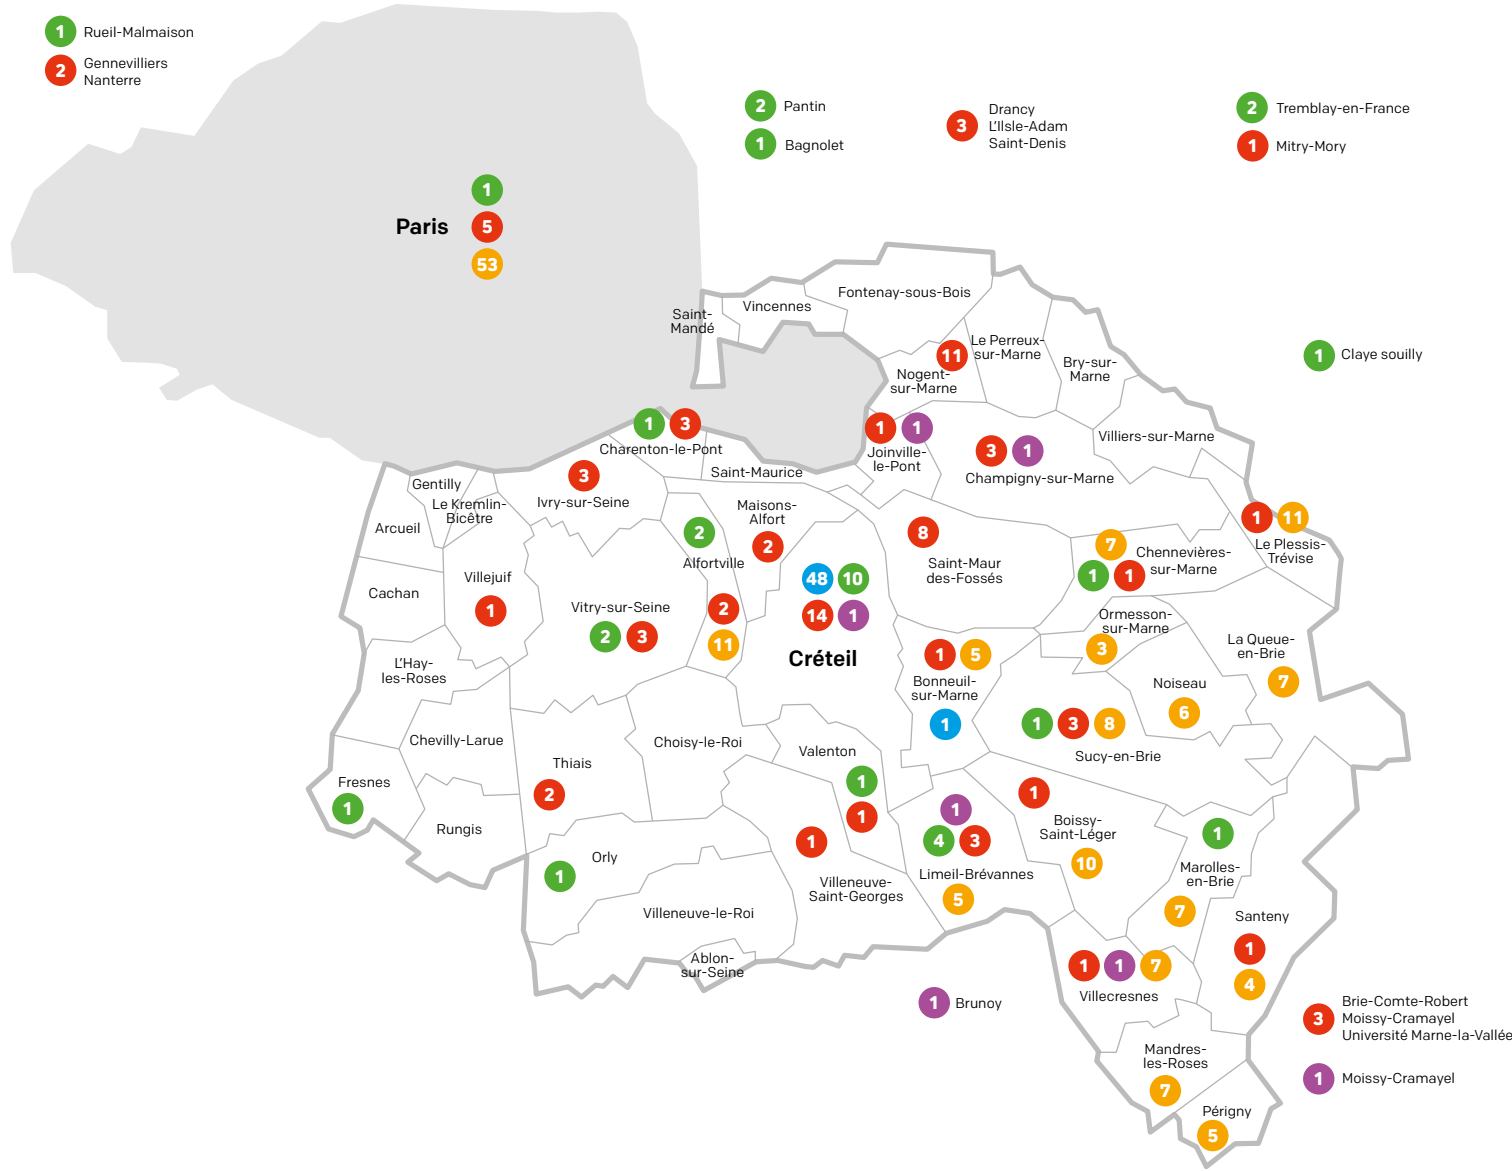 1 Rueil-Malmaison
2 Gennevilliers
Nanterre
2 Pantin
1 Bagnolet
3 Drancy
L'IIsle-Adam
Saint-Denis
2 Tremblay-en-France
1 Mitry-Mory
1
Paris 5
53
Saint-
Mandé
Vincennes
Fontenay-sous-Bois
11
Nogent-
sur-Marne
Le Perreux-
sur-Marne
Bry-sur-
Marne
1 Claye souilly
1 3
Charenton-le-Pont
Saint-Maurice
1 1
Joinville-
le-Pont
3 1
Champigny-sur-Marne
Villiers-sur-Marne
Gentilly
Le Kremlin-
Bicêtre
Arcueil
3
Ivry-sur-Seine
Maisons-
Alfort
2
2
Alfortville
2
11
8
Saint-Maur
des-Fossés
7
1 1
Chennevières-
sur-Marne
1 11
Le Plessis-
Trévise
Cachan
Villejuif
1
Vitry-sur-Seine
2 3
48 10
14 1
Créteil
1 5
Bonneuil-
sur-Marne
1
Ormesson-
sur-Marne
3
La Queue-
en-Brie
7
Noiseau
6
L'Hay-
les-Roses
Chevilly-Larue
Thiais
2
Choisy-le-Roi
Valenton
1
1
1 3 8
Sucy-en-Brie
Fresnes
1
Rungis
1
Villeneuve-
Saint-Georges
1
4 3
Limeil-Brévannes
5
1
Boissy-
Saint-Léger
10
1
Marolles-
en-Brie
7
Orly
1
Villeneuve-le-Roi
Ablon-
sur-Seine
Santeny
1
4
1 1 7
Villecresnes
1 Brunoy
3 Brie-Comte-Robert
Moissy-Cramayel
Université Marne-la-Vallée
1 Moissy-Cramayel
Mandres-
les-Roses
7
Périgny
5